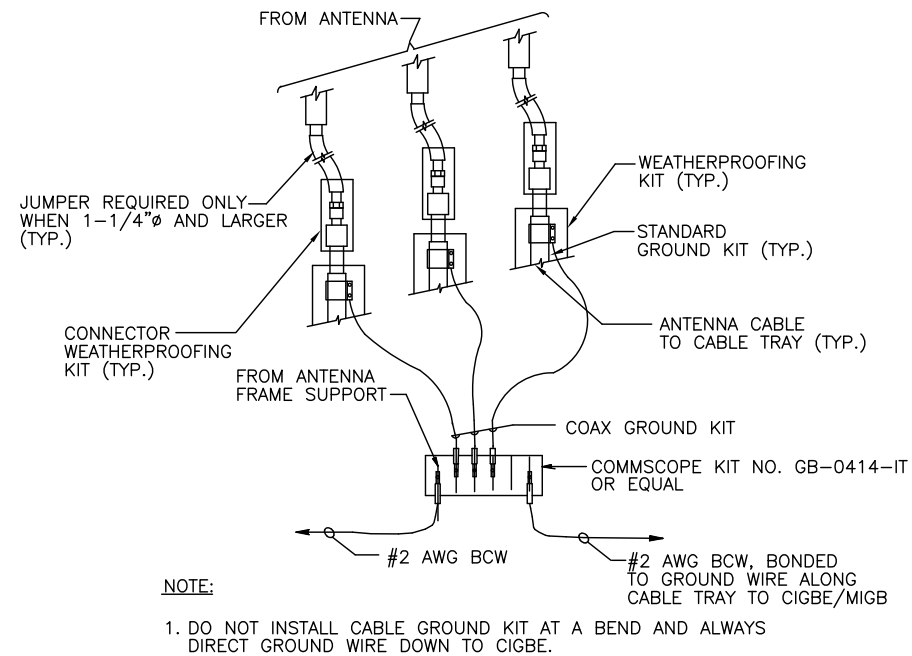 FROM ANTENNA
JUMPER REQUIRED ONLY
WHEN 1-1/4"ø AND LARGER
(TYP.)
WEATHERPROOFING
KIT (TYP.)
STANDARD
GROUND KIT (TYP.)
CONNECTOR
WEATHERPROOFING
KIT (TYP.)
ANTENNA CABLE
TO CABLE TRAY (TYP.)
FROM ANTENNA
FRAME SUPPORT
COAX GROUND KIT
COMMSCOPE KIT NO. GB-0414-IT
OR EQUAL
#2 AWG BCW
#2 AWG BCW, BONDED
TO GROUND WIRE ALONG
CABLE TRAY TO CIGBE/MIGB
NOTE:
1. DO NOT INSTALL CABLE GROUND KIT AT A BEND AND ALWAYS
DIRECT GROUND WIRE DOWN TO CIGBE.